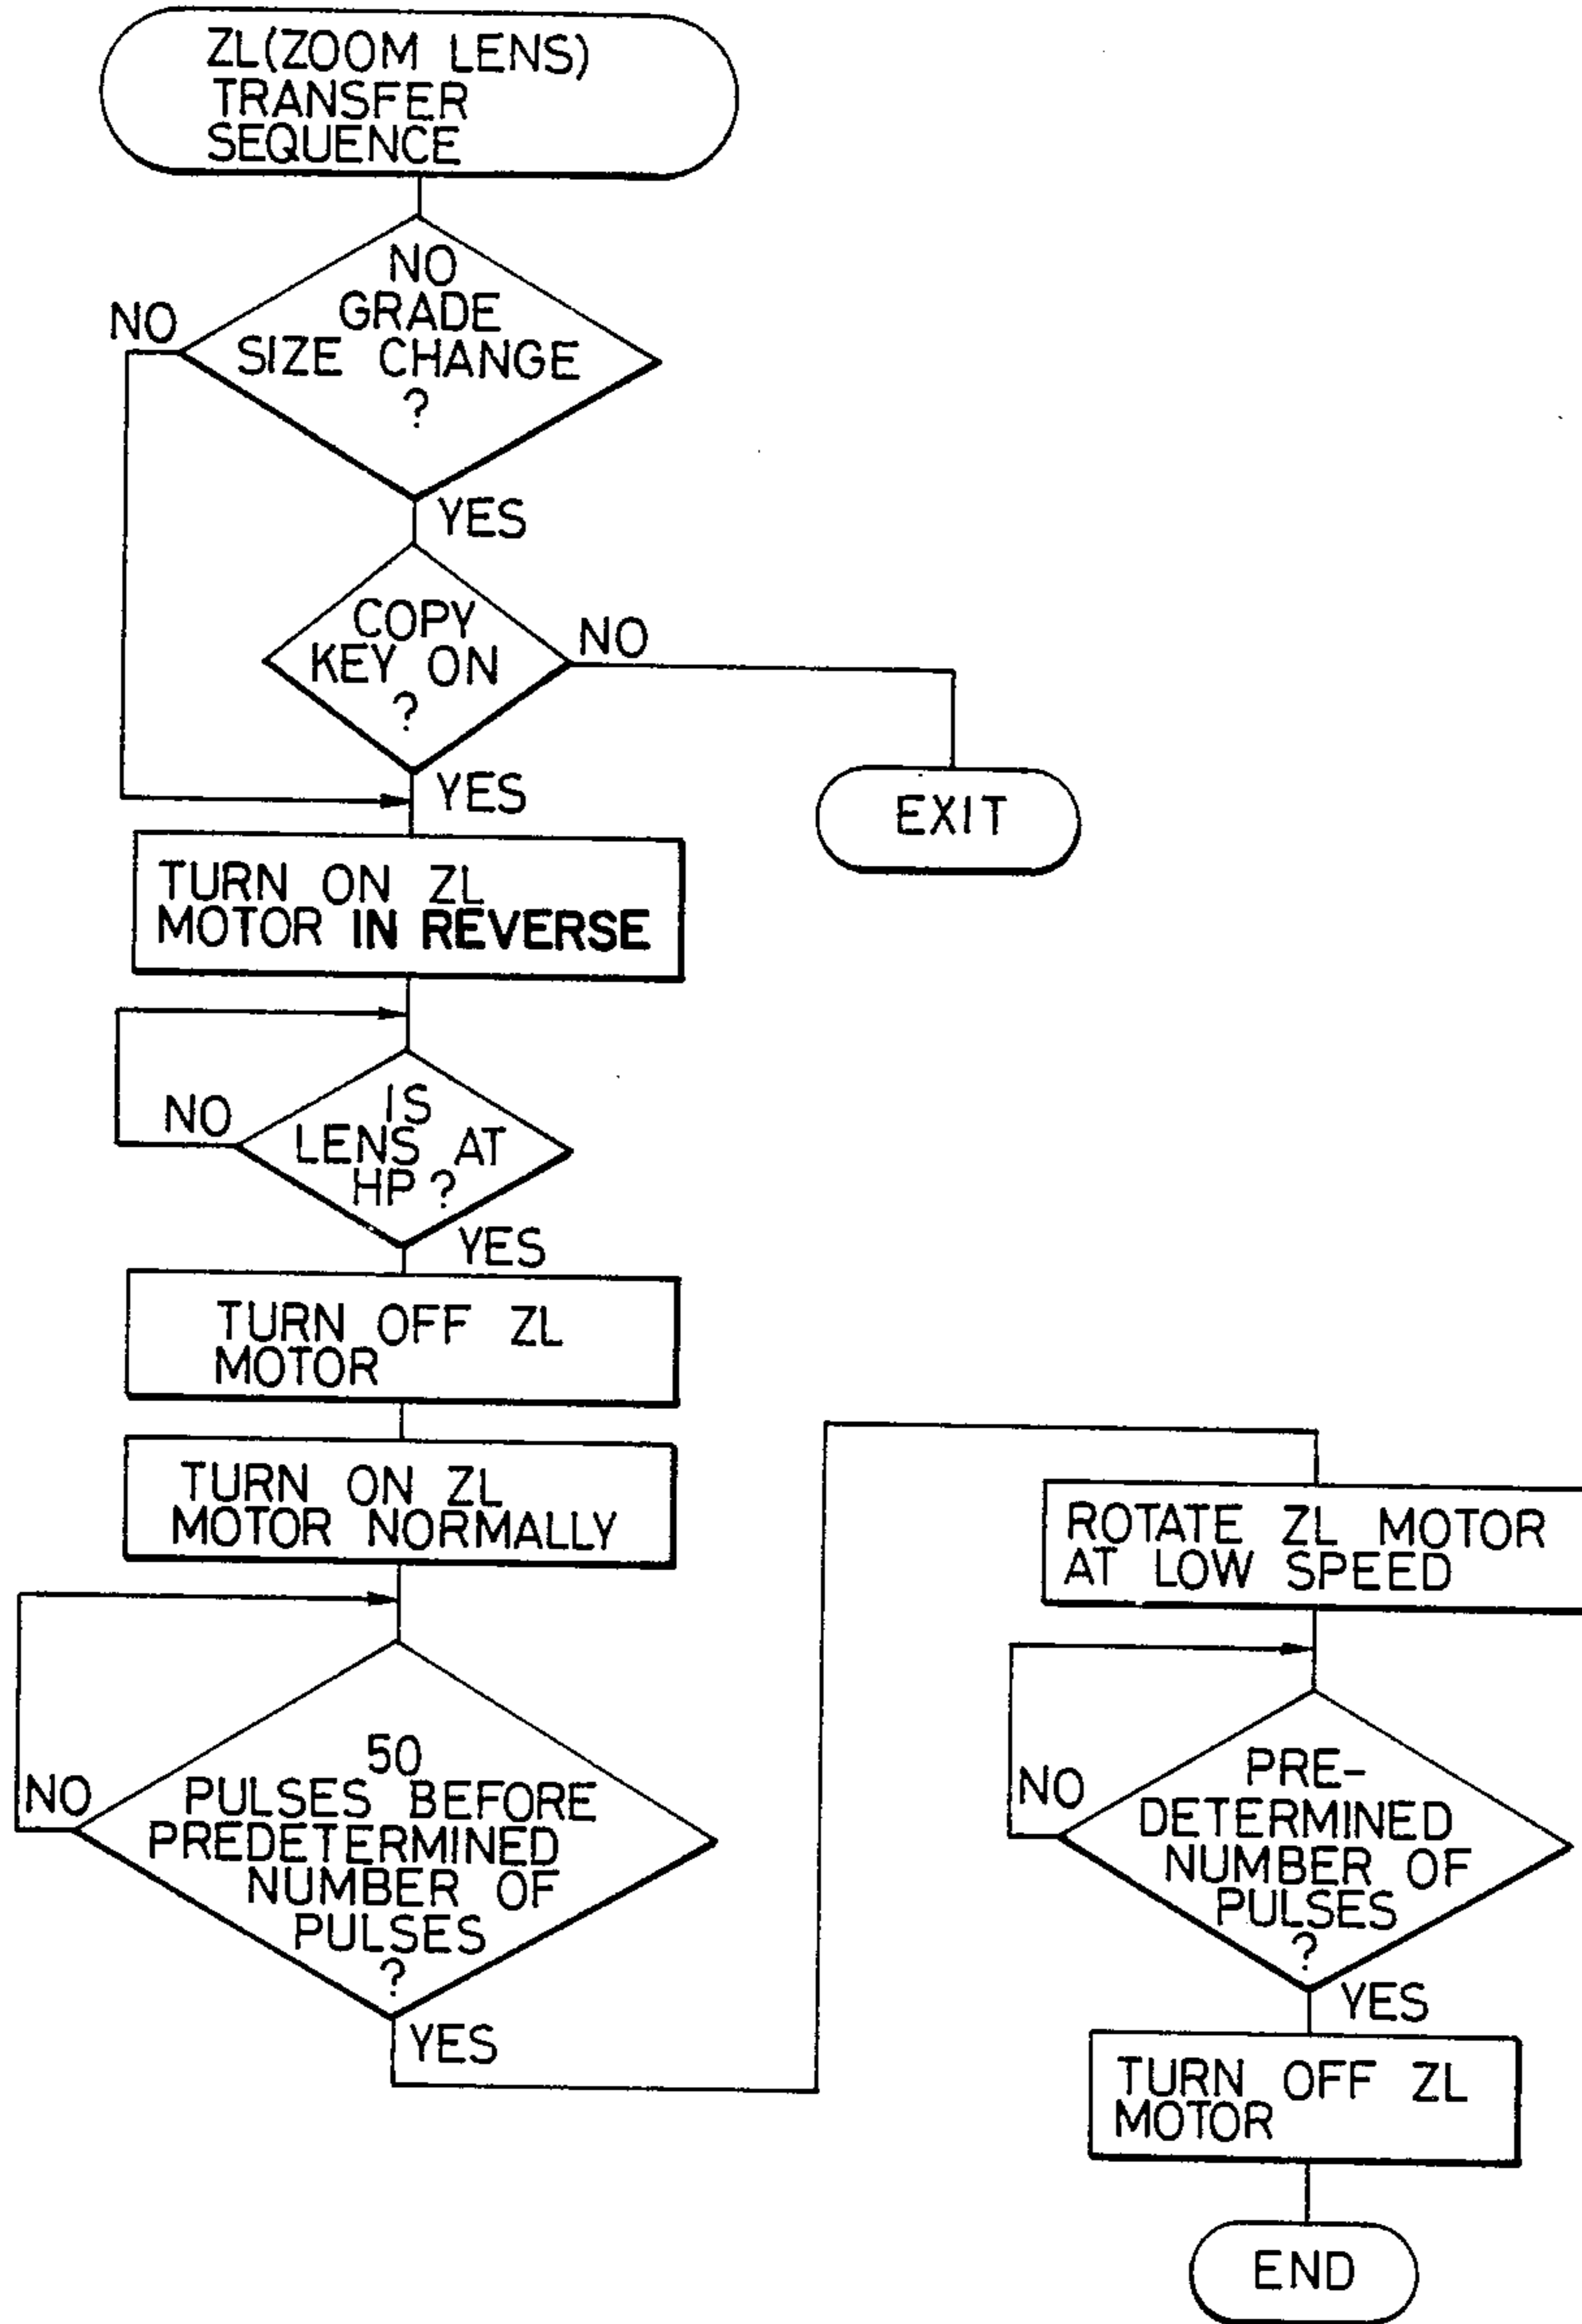 ZL(ZOOM LENS)
TRANSFER
SEQUENCE
NO
GRADE
SIZE CHANGE
?
NO
YES
COPY
KEY ON
?
NO
YES
EXIT
TURN ON ZL
MOTOR IN REVERSE
IS
LENS AT
HP?
NO
YES
TURN OFF ZL
MOTOR
TURN ON ZL
MOTOR NORMALLY
50
PULSES BEFORE
PREDETERMINED
NUMBER OF
PULSES
?
NO
YES
ROTATE ZL MOTOR
AT LOW SPEED
PRE-
DETERMINED
NUMBER OF
PULSES
?
NO
YES
TURN OFF ZL
MOTOR
END